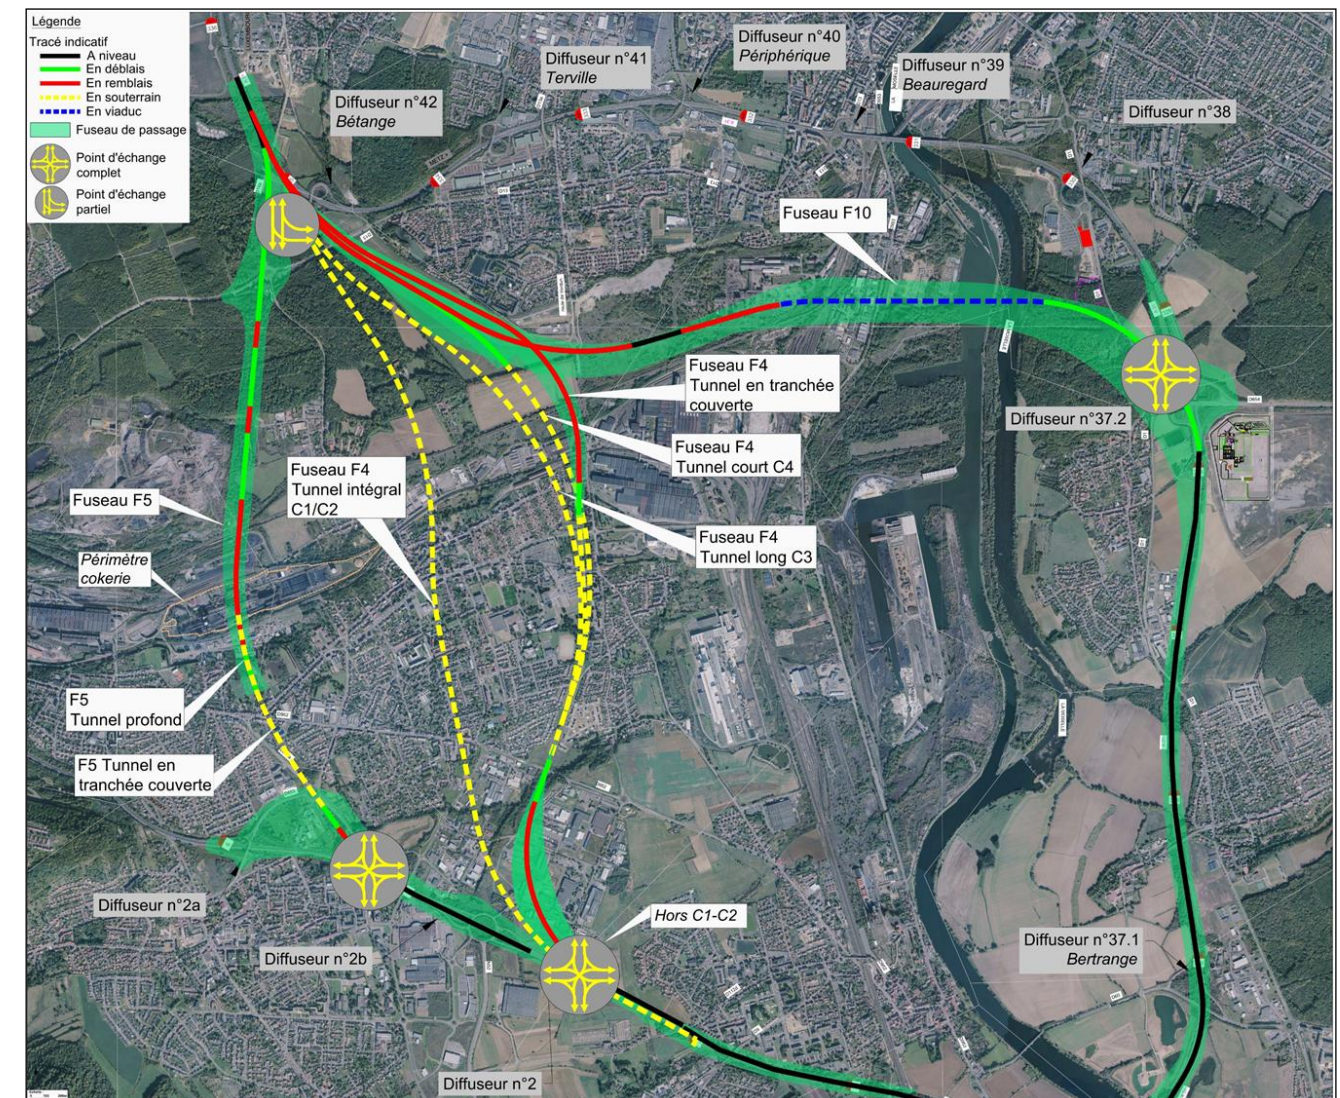 Légende
Tracé indicatif
A niveau
En déblais
En remblais
En souterrain
En viaduc
Fuseau de passage
Point d'échange
complet
Point d'échange
partiel
Diffuseur n°42
Bétange
Diffuseur n°41
Terville
Diffuseur n°40
Périphérique
Diffuseur n°39
Beauregard
Diffuseur n°38
Fuseau F10
Fuseau F4
Tunnel en tranchée
couverte
Diffuseur n°37.2
Fuseau F4
Tunnel court C4
Fuseau F4
Tunnel intégral
C1/C2
Fuseau F5
Fuseau F4
Tunnel long C3
Périmètre
cokerie
F5
Tunnel profond
F5 Tunnel en
tranchée couverte
Diffuseur n°2a
Hors C1-C2
Diffuseur n°2b
Diffuseur n°37.1
Bertrange
Diffuseur n°2